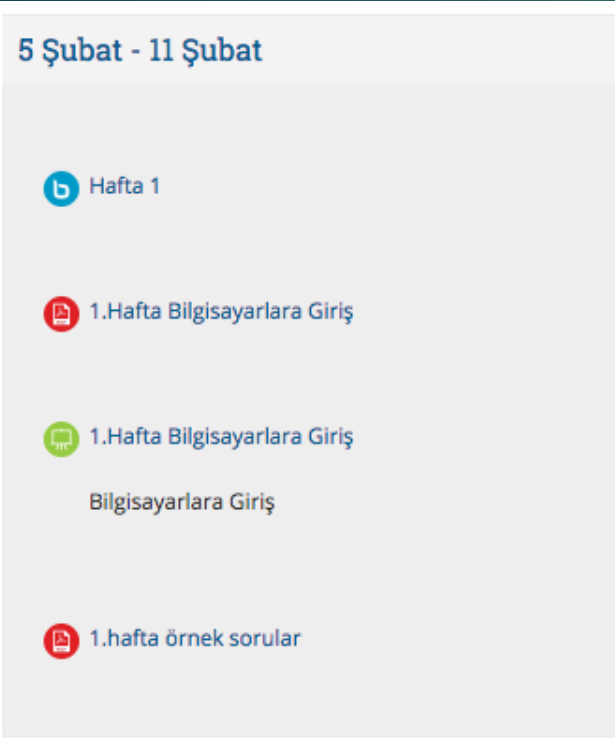 5 Şubat - 11 Şubat
Hafta 1
1.Hafta Bilgisayarlara Giriş
1.Hafta Bilgisayarlara Giriş
Bilgisayarlara Giriş
1.hafta örnek sorular